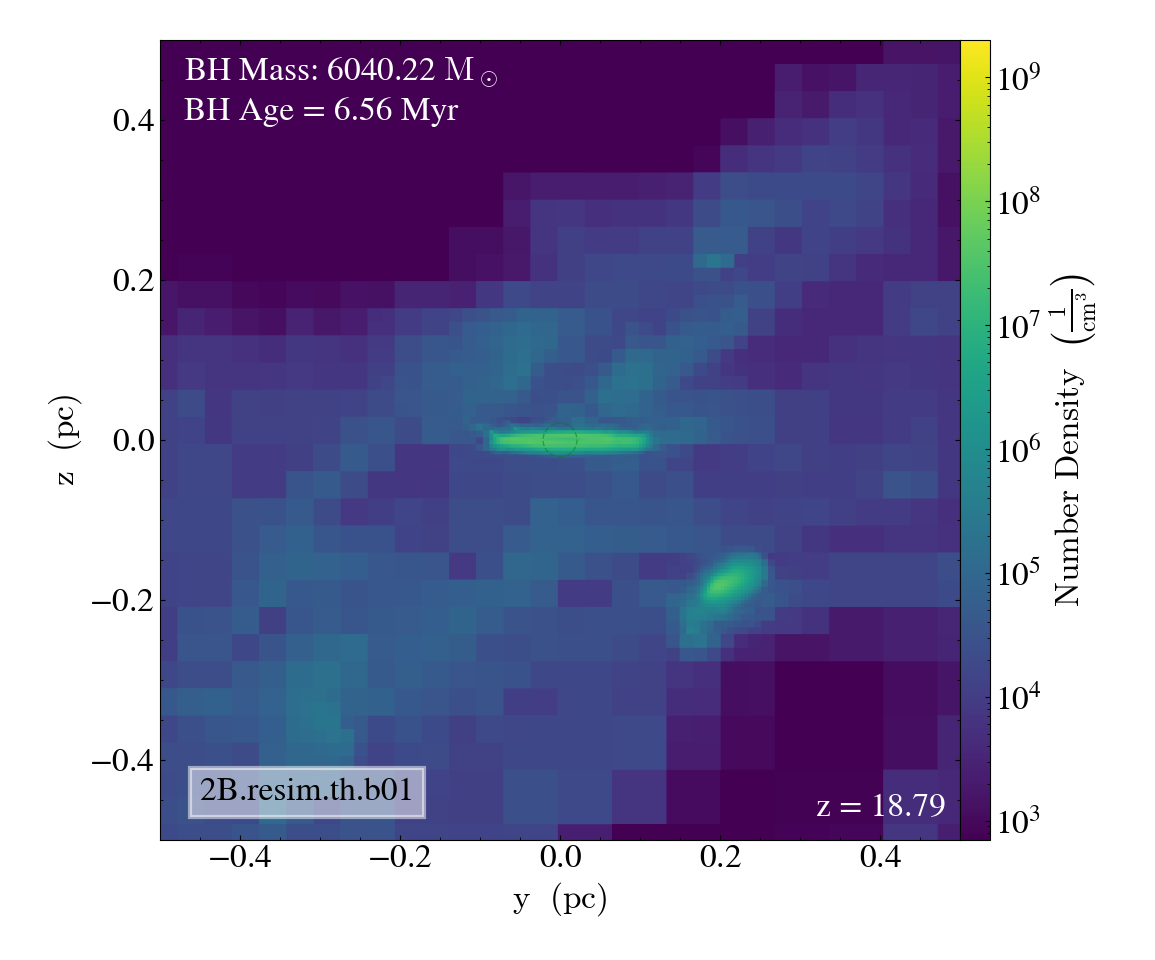 BH Mass: 6040.22 M⊙
BH Age = 6.56 Myr
0.4
0.2
0.0
−0.2
−0.4
z (pc)
2B.resim.th.b01
z = 18.79
−0.4 −0.2 0.0 0.2 0.4
y (pc)
10⁹
10⁸
10⁷
10⁶
10⁵
10⁴
10³
Number Density (1/cm³)